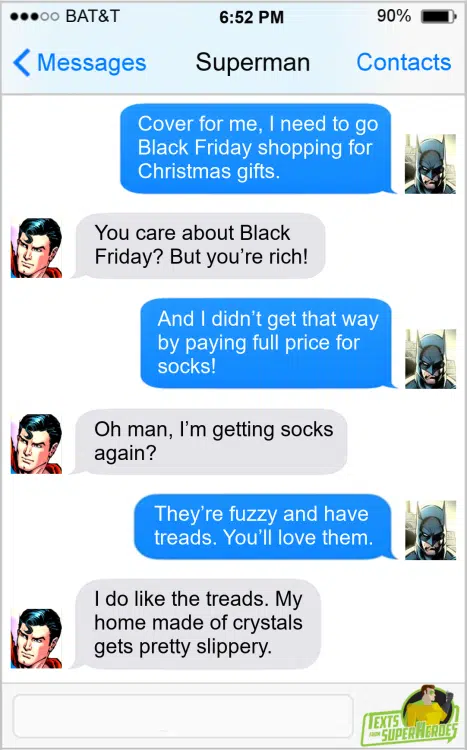 BAT&T 6:52 PM 90%
Messages Superman Contacts
Cover for me, I need to go
Black Friday shopping for
Christmas gifts.
You care about Black
Friday? But you’re rich!
And I didn’t get that way
by paying full price for
socks!
Oh man, I’m getting socks
again?
They’re fuzzy and have
treads. You’ll love them.
I do like the treads. My
home made of crystals
gets pretty slippery.
TEXTS
FROM SUPERHEROES